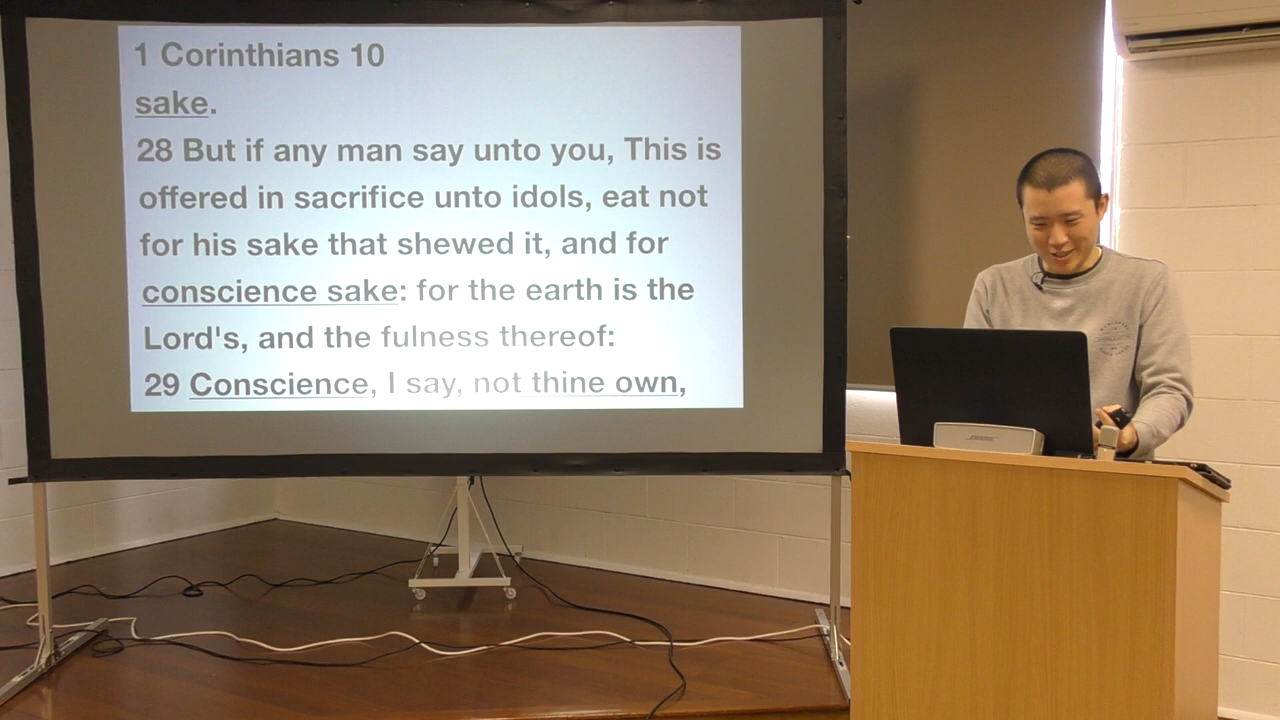 1 Corinthians 10
sake.
28 But if any man say unto you, This is
offered in sacrifice unto idols, eat not
for his sake that shewed it, and for
conscience sake: for the earth is the
Lord's, and the fulness thereof:
29 Conscience, I say, not thine own,